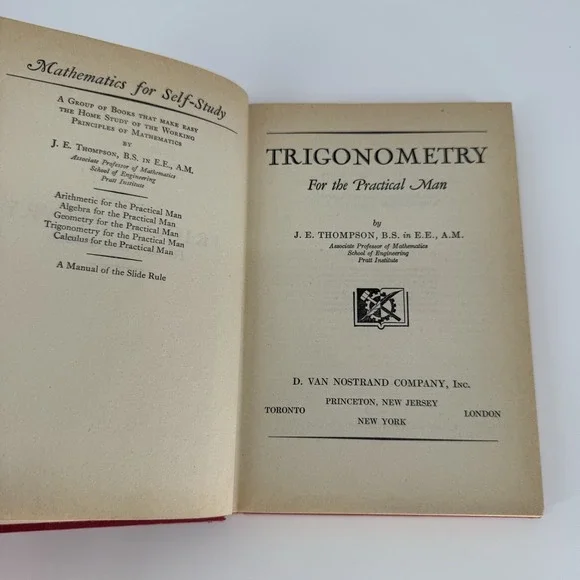 Mathematics for Self-Study
A Group of Books that make easy
the Home Study of the Working
Principles of Mathematics
BY
J. E. Thompson, B.S. in E.E., A.M.
Associate Professor of Mathematics
School of Engineering
Pratt Institute
Arithmetic for the Practical Man
Algebra for the Practical Man
Geometry for the Practical Man
Trigonometry for the Practical Man
Calculus for the Practical Man
A Manual of the Slide Rule
TRIGONOMETRY
For the Practical Man
by
J. E. THOMPSON, B.S. in E.E., A.M.
Associate Professor of Mathematics
School of Engineering
Pratt Institute
D. VAN NOSTRAND COMPANY, Inc.
PRINCETON, NEW JERSEY
TORONTO LONDON
NEW YORK